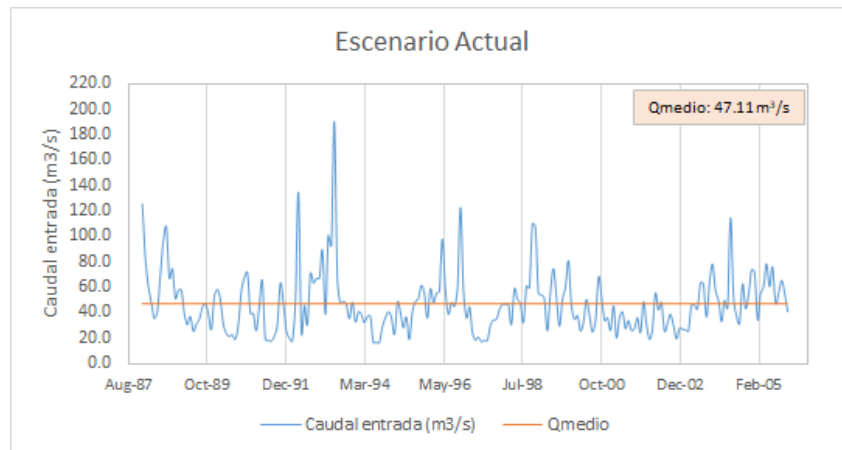 Escenario Actual
Qmedio: 47.11 m³/s
Caudal entrada (m3/s)
220.0
200.0
180.0
160.0
140.0
120.0
100.0
80.0
60.0
40.0
20.0
0.0
Aug-87 Oct-89 Dec-91 Mar-94 May-96 Jul-98 Oct-00 Dec-02 Feb-05
Caudal entrada (m3/s) Qmedio